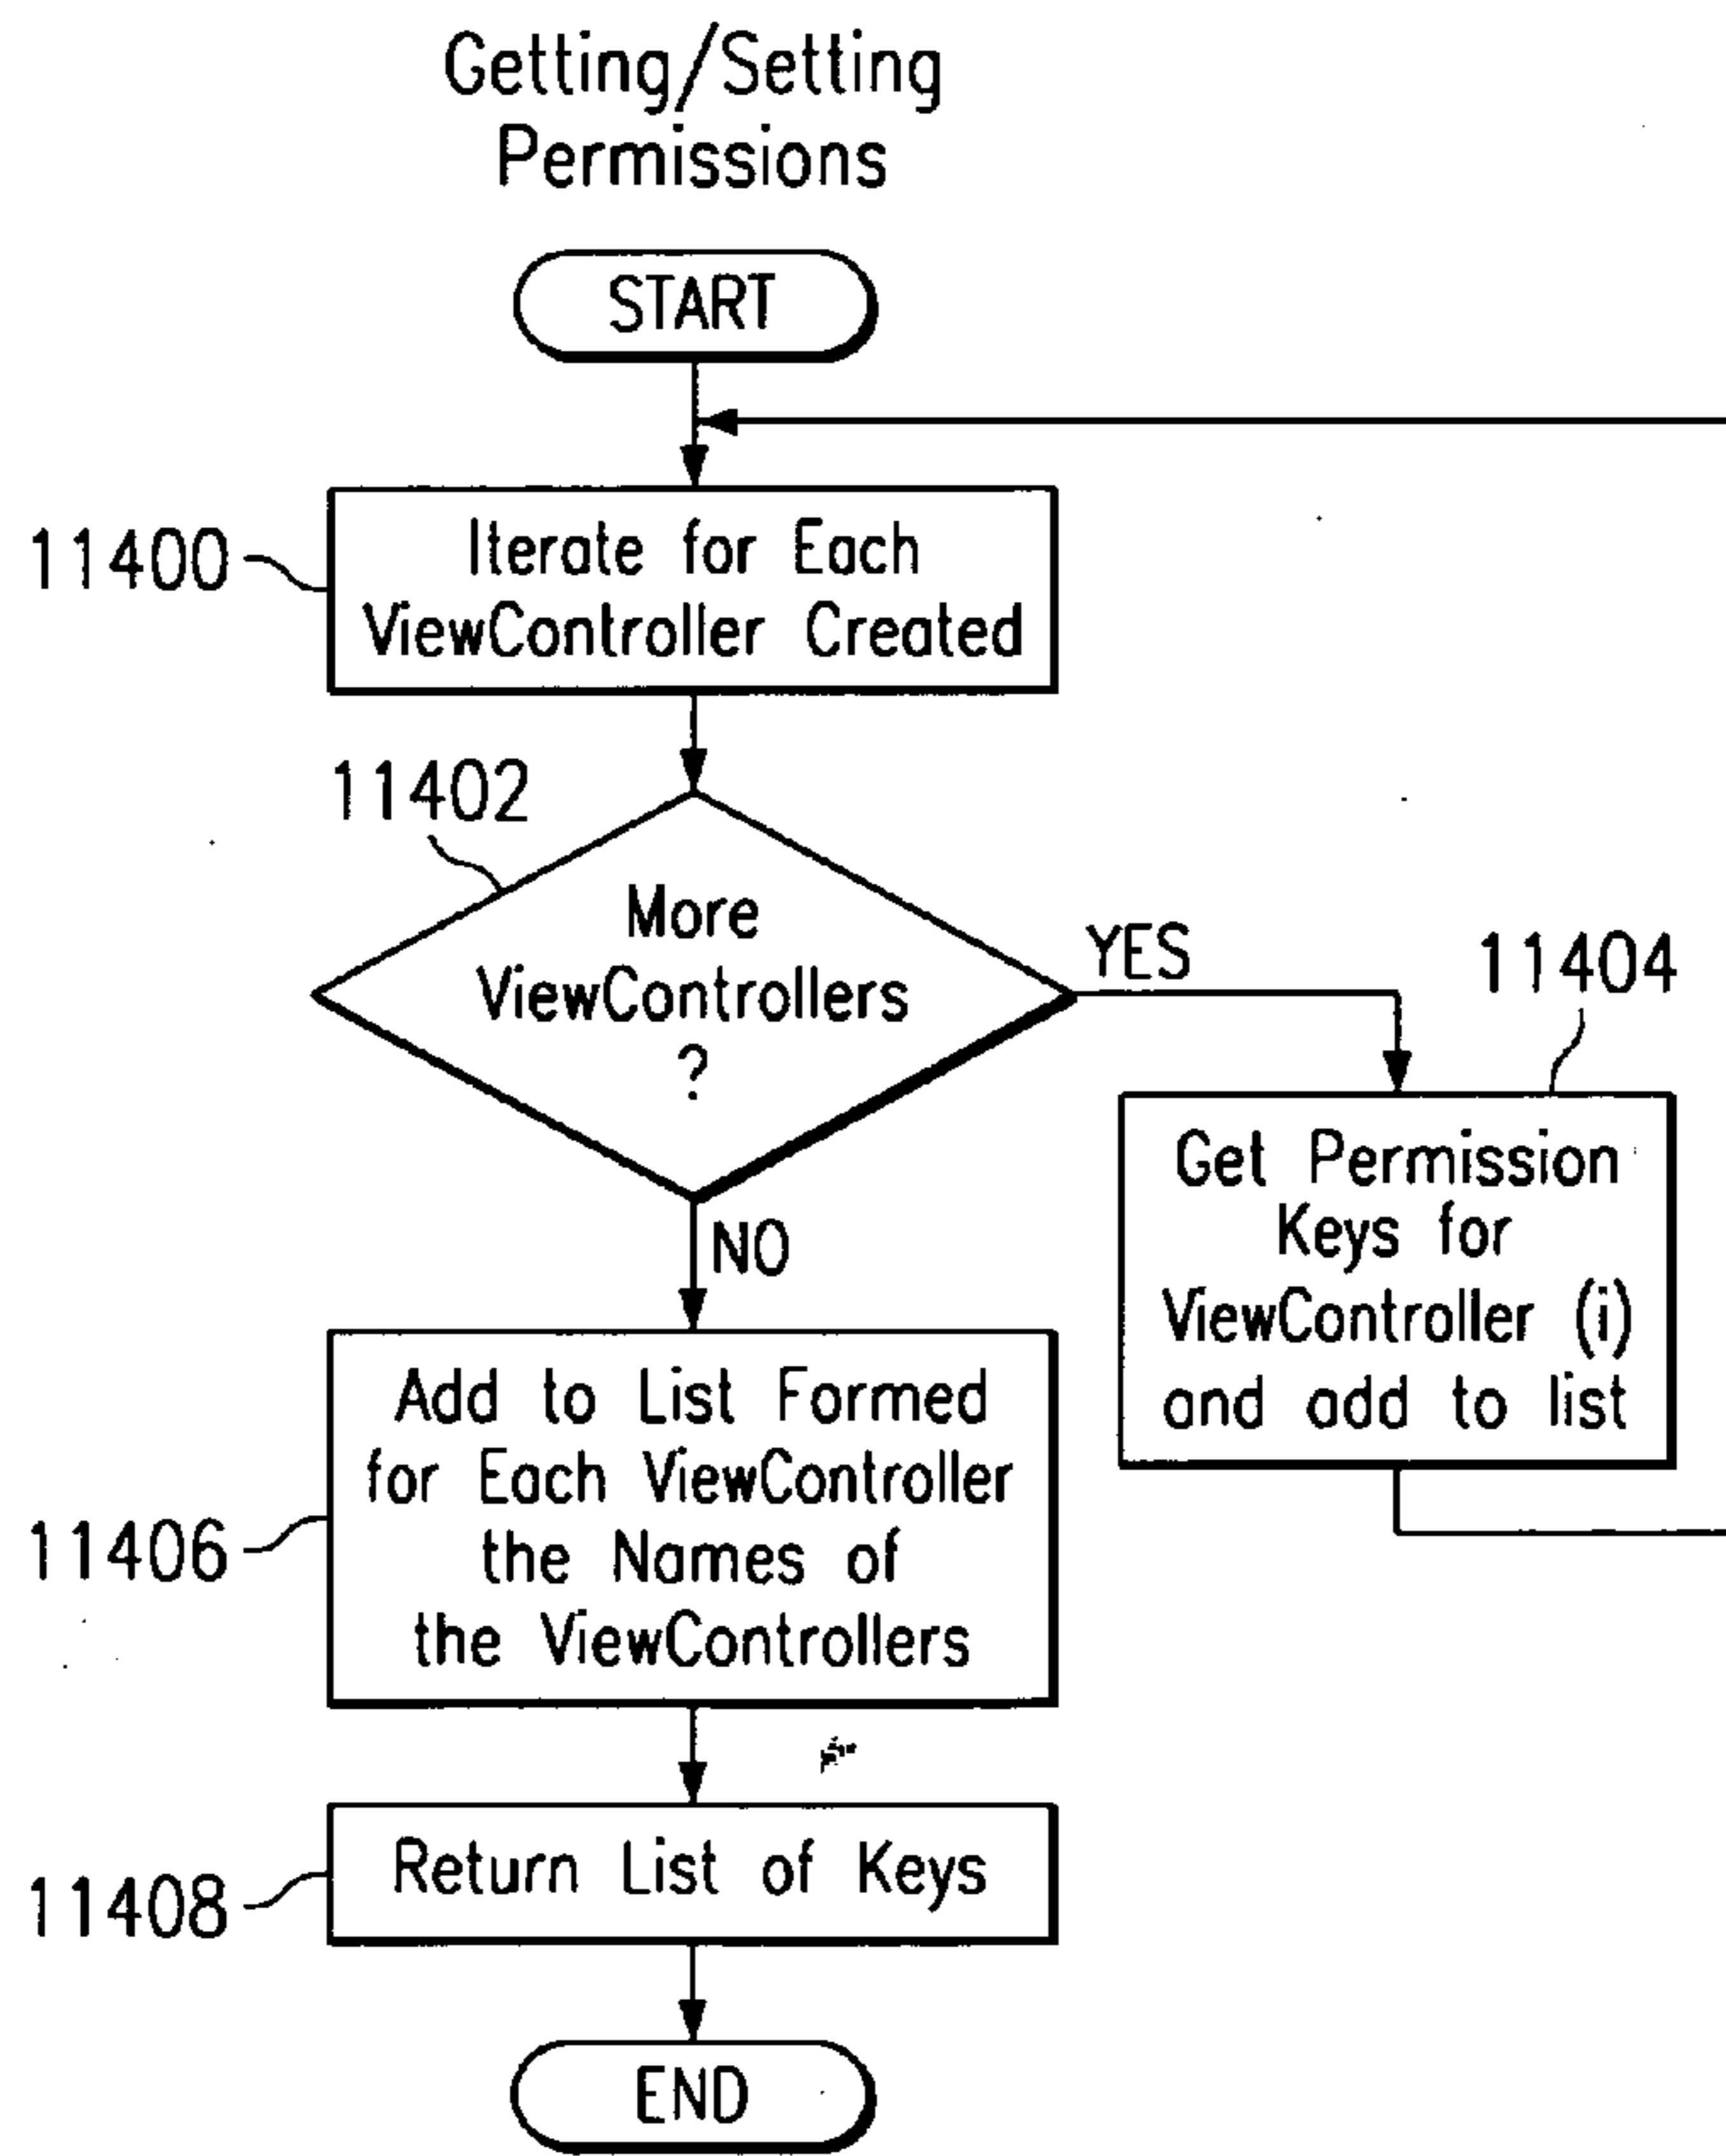 Getting/Setting
Permissions
START
11400
Iterate for Each
ViewController Created
11402
More
ViewControllers
?
YES
11404
Get Permission
Keys for
ViewController (i)
and add to list
NO
11406
Add to List Formed
for Each ViewController
the Names of
the ViewControllers
11408
Return List of Keys
END